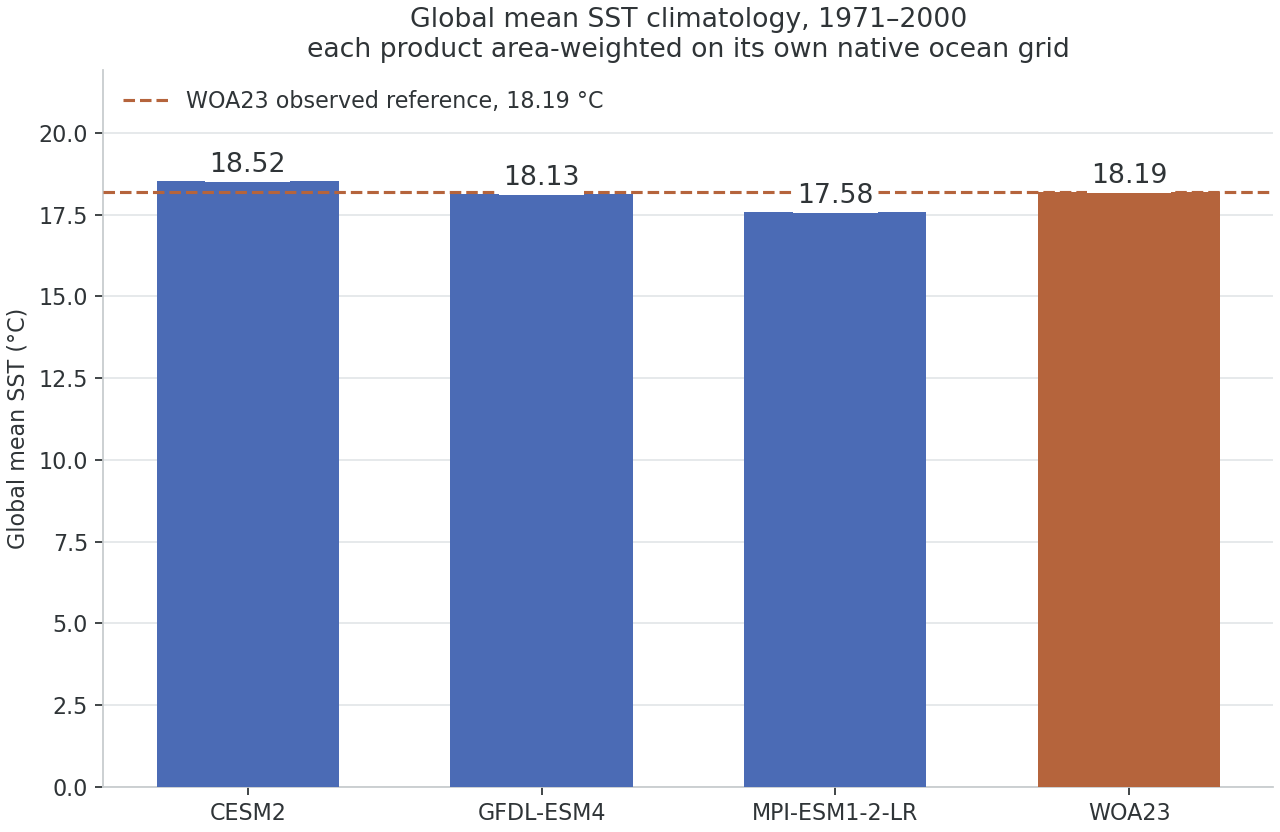 Global mean SST climatology, 1971–2000
each product area-weighted on its own native ocean grid
WOA23 observed reference, 18.19 °C
Global mean SST (°C)
20.0
17.5
15.0
12.5
10.0
7.5
5.0
2.5
0.0
18.52
18.13
17.58
18.19
CESM2
GFDL-ESM4
MPI-ESM1-2-LR
WOA23